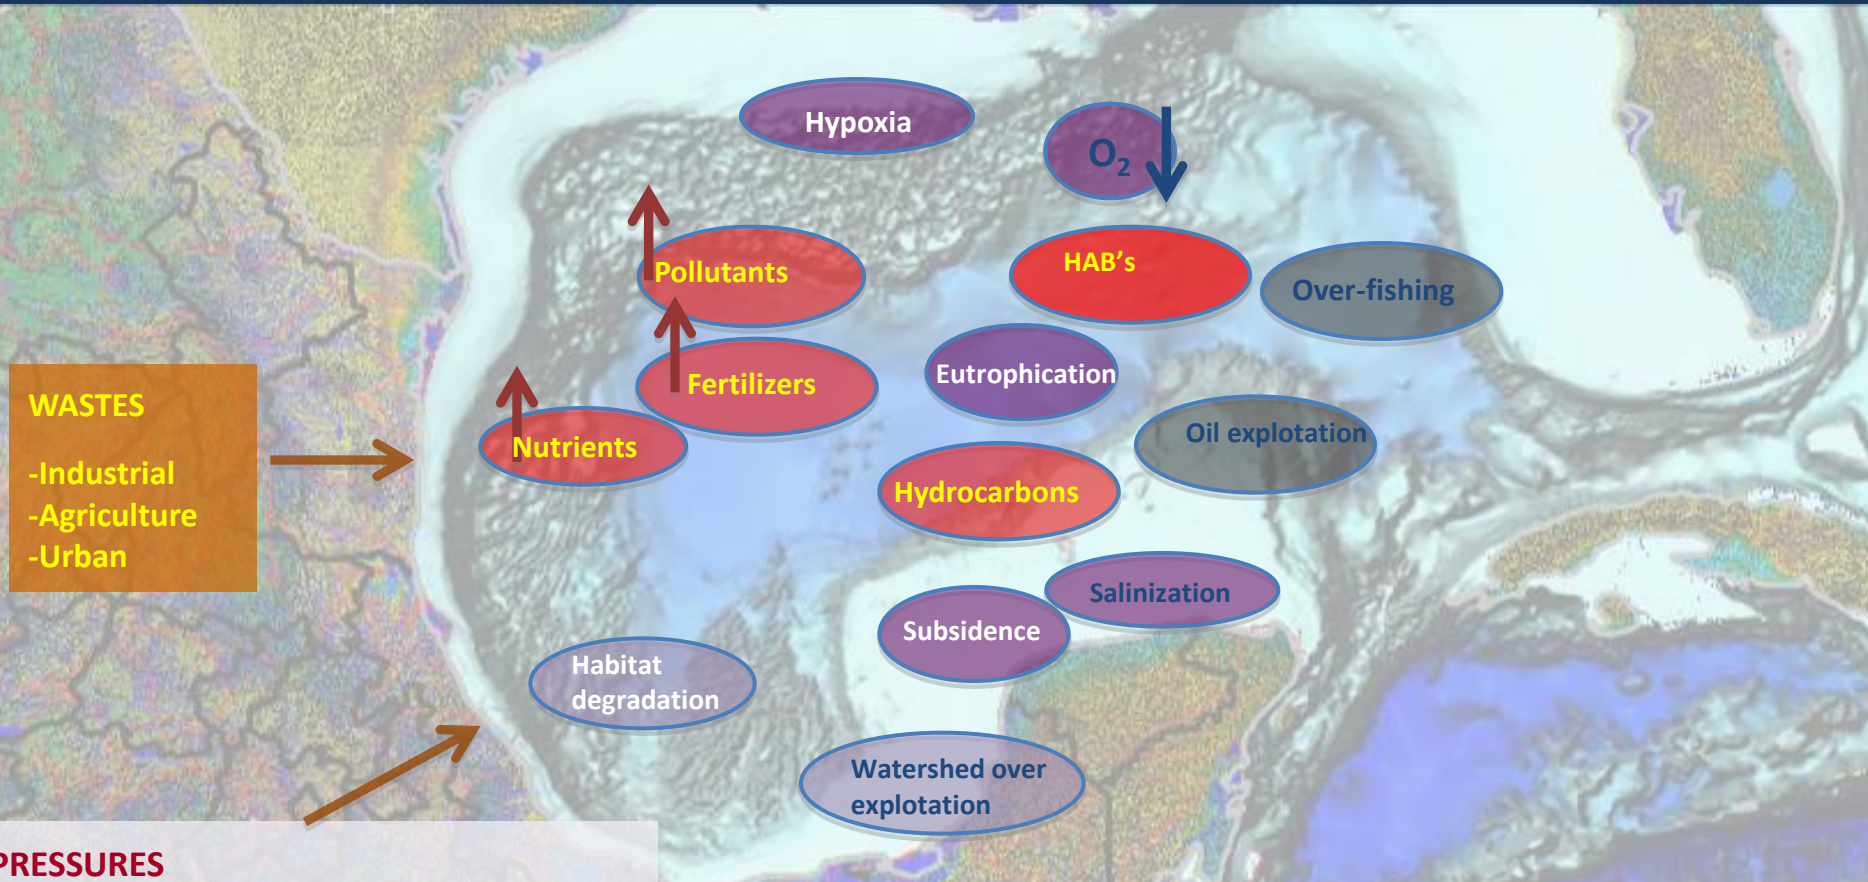 Hypoxia
O₂
Pollutants
HAB's
Over-fishing
Fertilizers
Eutrophication
WASTES
-Industrial
-Agriculture
-Urban
Nutrients
Oil explotation
Hydrocarbons
Salinization
Subsidence
Habitat
degradation
Watershed over
explotation
PRESSURES